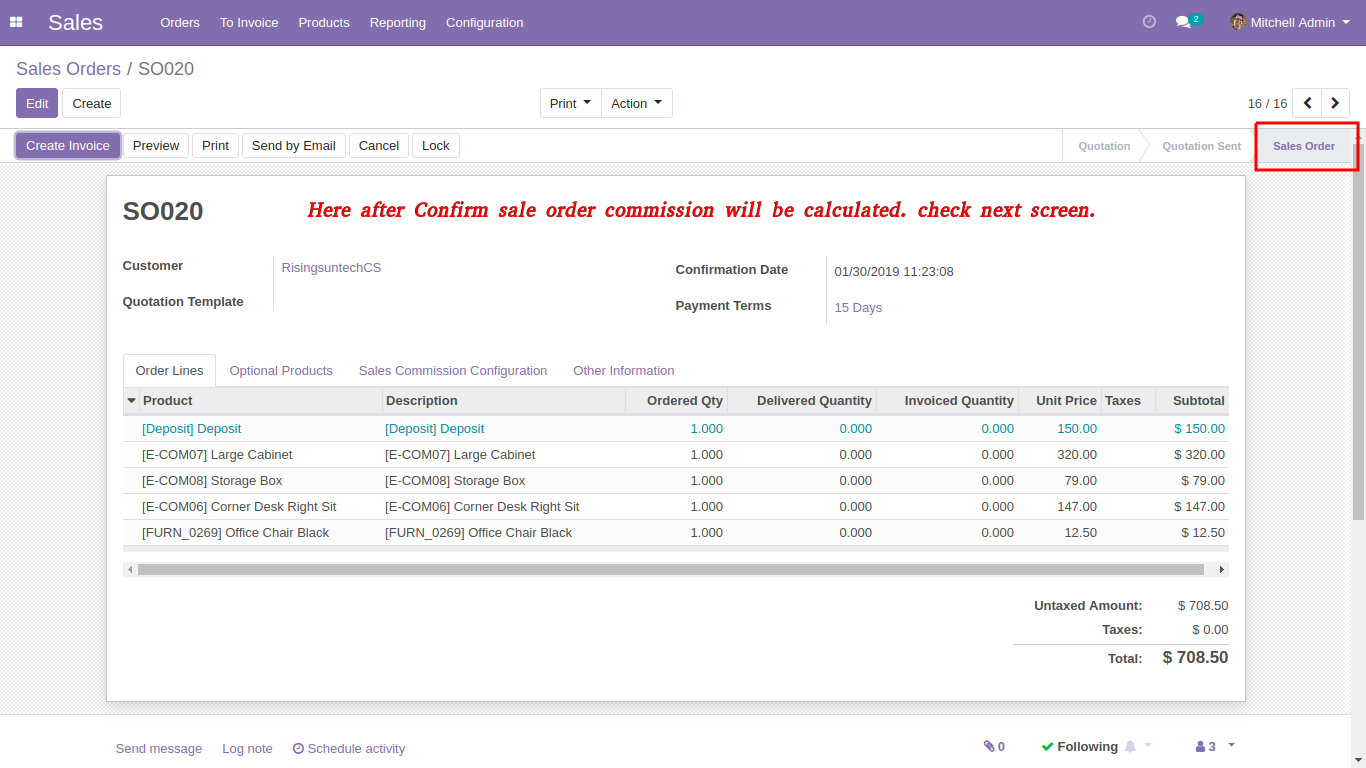 Sales Orders To Invoice Products Reporting Configuration 2 Mitchell Admin
Sales Orders / SO020
Edit Create Print Action 16 / 16
Create Invoice Preview Print Send by Email Cancel Lock Quotation Quotation Sent Sales Order
SO020 Here after Confirm sale order commission will be calculated. check next screen.
Customer RisingsuntechCS Confirmation Date 01/30/2019 11:23:08
Quotation Template Payment Terms 15 Days
Order Lines Optional Products Sales Commission Configuration Other Information
Product Description Ordered Qty Delivered Quantity Invoiced Quantity Unit Price Taxes Subtotal
[Deposit] Deposit [Deposit] Deposit 1.000 0.000 0.000 150.00 $ 150.00
[E-COM07] Large Cabinet [E-COM07] Large Cabinet 1.000 0.000 0.000 320.00 $ 320.00
[E-COM08] Storage Box [E-COM08] Storage Box 1.000 0.000 0.000 79.00 $ 79.00
[E-COM06] Corner Desk Right Sit [E-COM06] Corner Desk Right Sit 1.000 0.000 0.000 147.00 $ 147.00
[FURN_0269] Office Chair Black [FURN_0269] Office Chair Black 1.000 0.000 0.000 12.50 $ 12.50
Untaxed Amount: $ 708.50
Taxes: $ 0.00
Total: $ 708.50
Send message Log note Schedule activity 0 Following 3